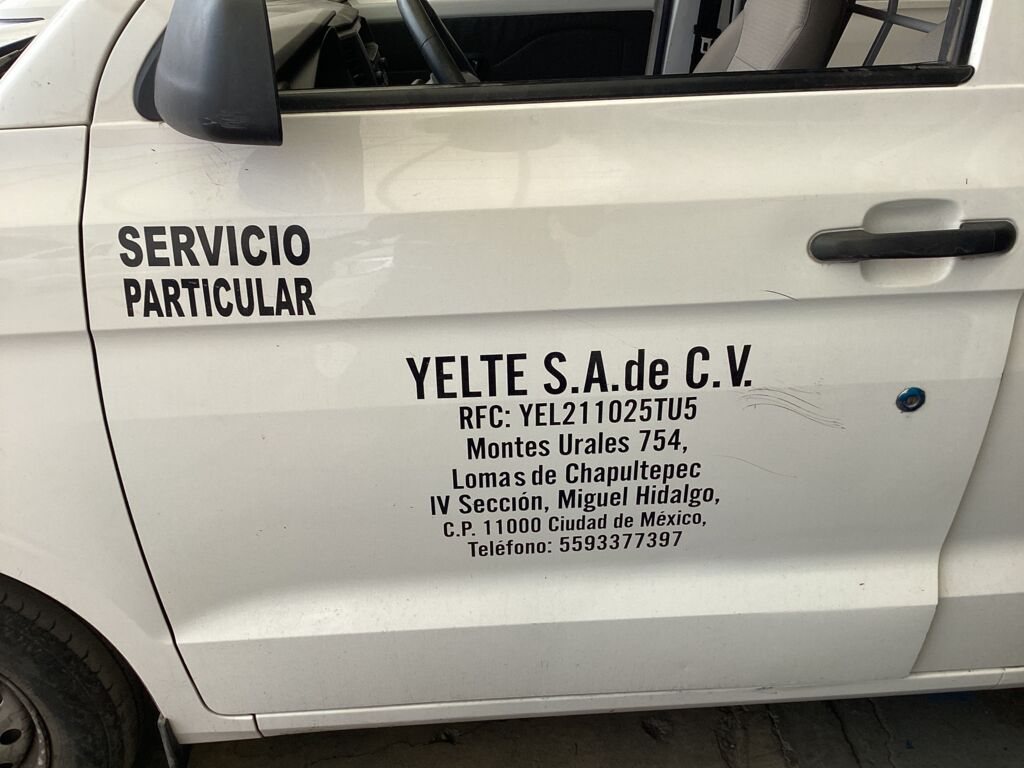 SERVICIO
PARTICULAR
YELTE S.A.de C.V.
RFC: YEL211025TU5
Montes Urales 754,
Lomas de Chapultepec
IV Sección, Miguel Hidalgo,
C.P. 11000 Ciudad de México,
Teléfono: 5593377397